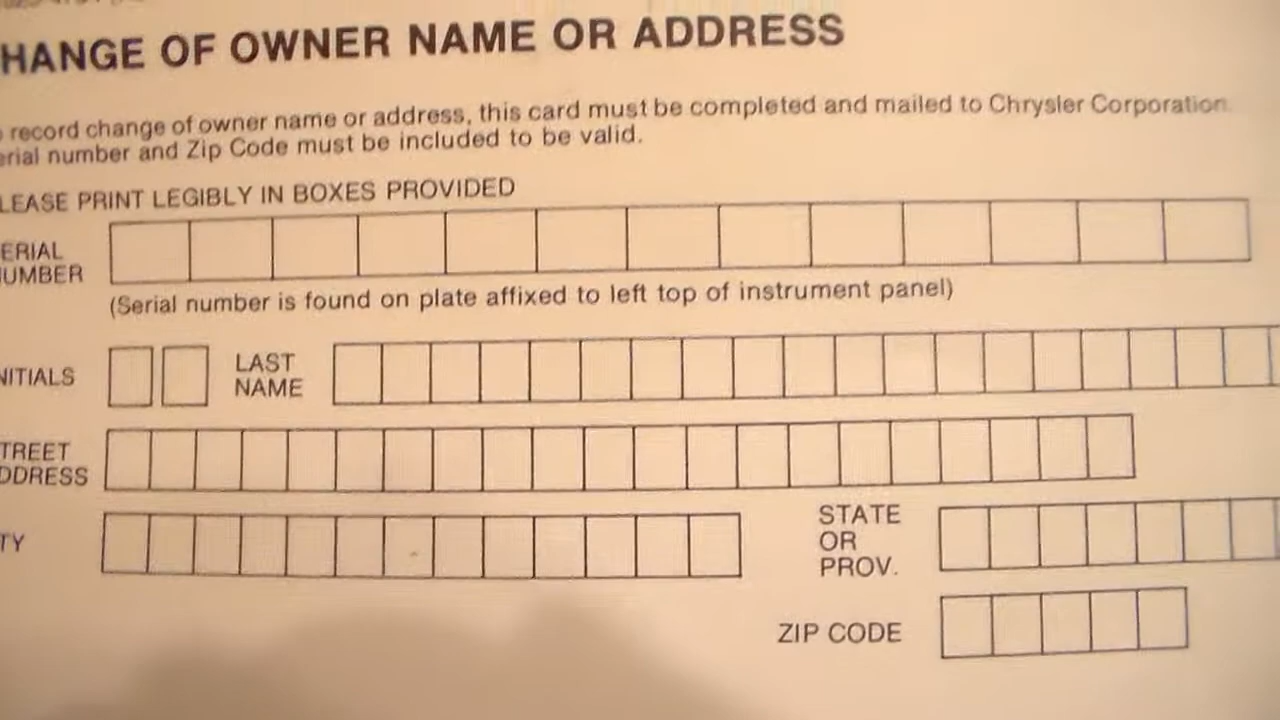 HANGE OF OWNER NAME OR ADDRESS
record change of owner name or address, this card must be completed and mailed to Chrysler Corporation.
erial number and Zip Code must be included to be valid.
LEASE PRINT LEGIBLY IN BOXES PROVIDED
ERIAL
UMBER
(Serial number is found on plate affixed to left top of instrument panel)
NITIALS
LAST
NAME
TREET
DDRESS
TY
STATE
OR
PROV.
ZIP CODE